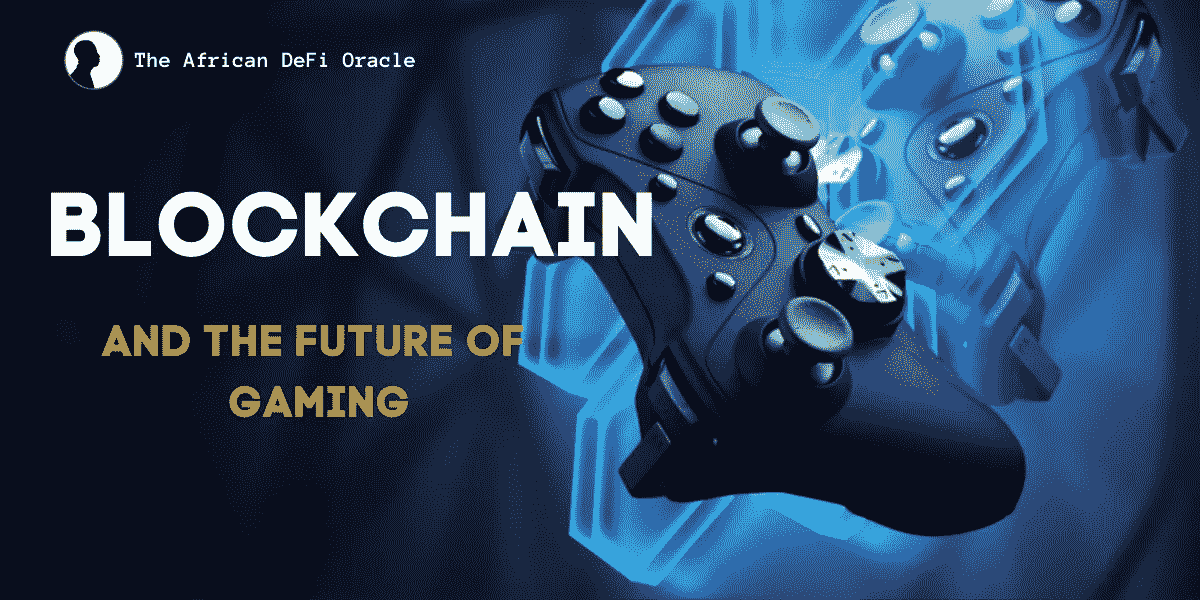 The African DeFi Oracle
BLOCKCHAIN
AND THE FUTURE OF
GAMING